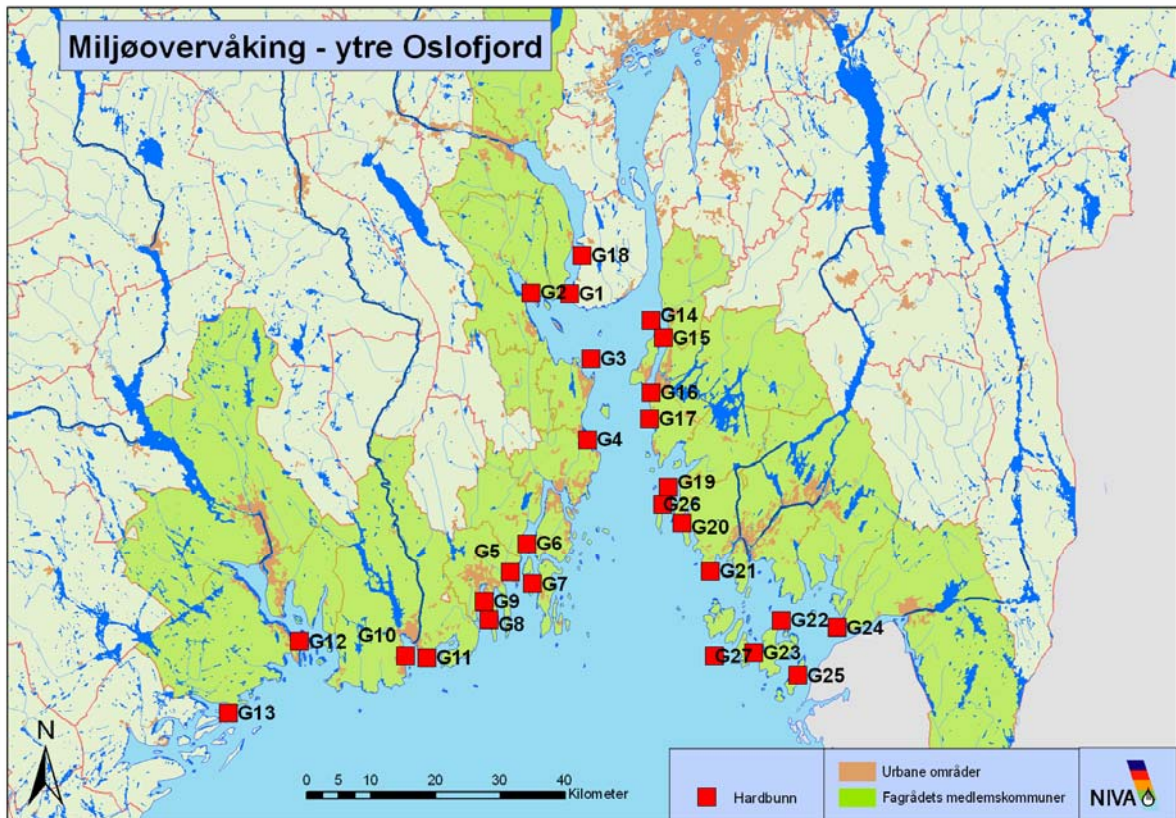 Miljøovervåking - ytre Oslofjord
G18
G2
G1
G14
G15
G3
G16
G17
G4
G19
G26
G20
G6
G5
G21
G7
G9
G8
G22
G24
G12
G10
G11
G27
G23
G25
G13
N
0 5 10 20 30 40
Kilometer
Hardbunn
Urbane områder
Fagrådets medlemskommuner
NIVA